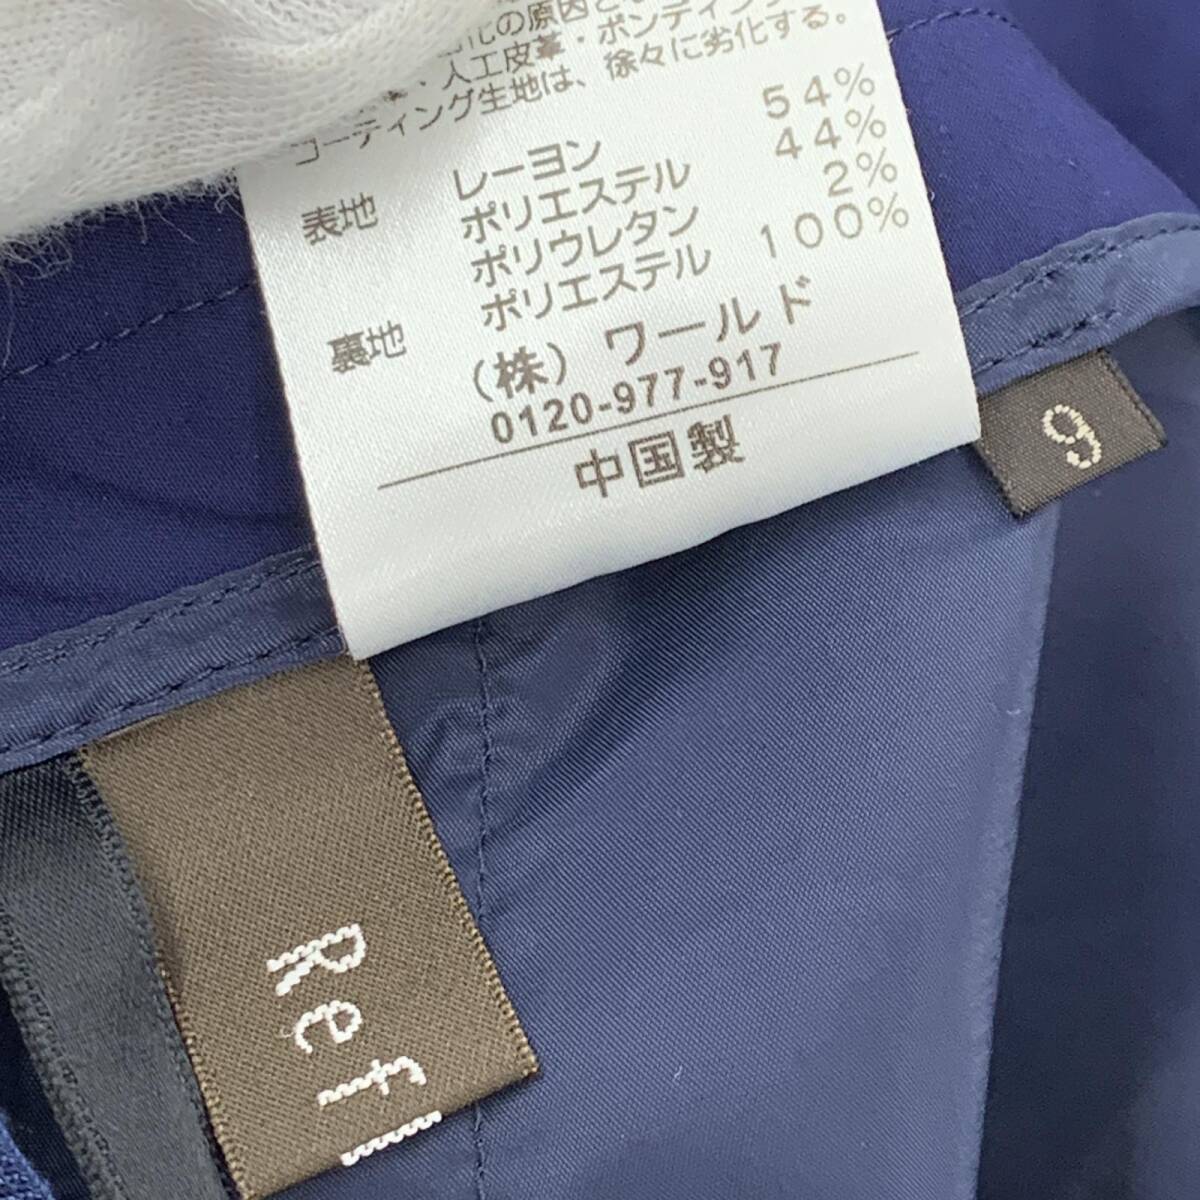 化の原因と
人工皮革・ボンディング
コーティング生地は、徐々に劣化する。
表地 レーヨン 54%
ポリエステル 44%
ポリウレタン 2%
裏地 ポリエステル 100%
(株) ワールド
0120-977-917
中国製
9
Refl